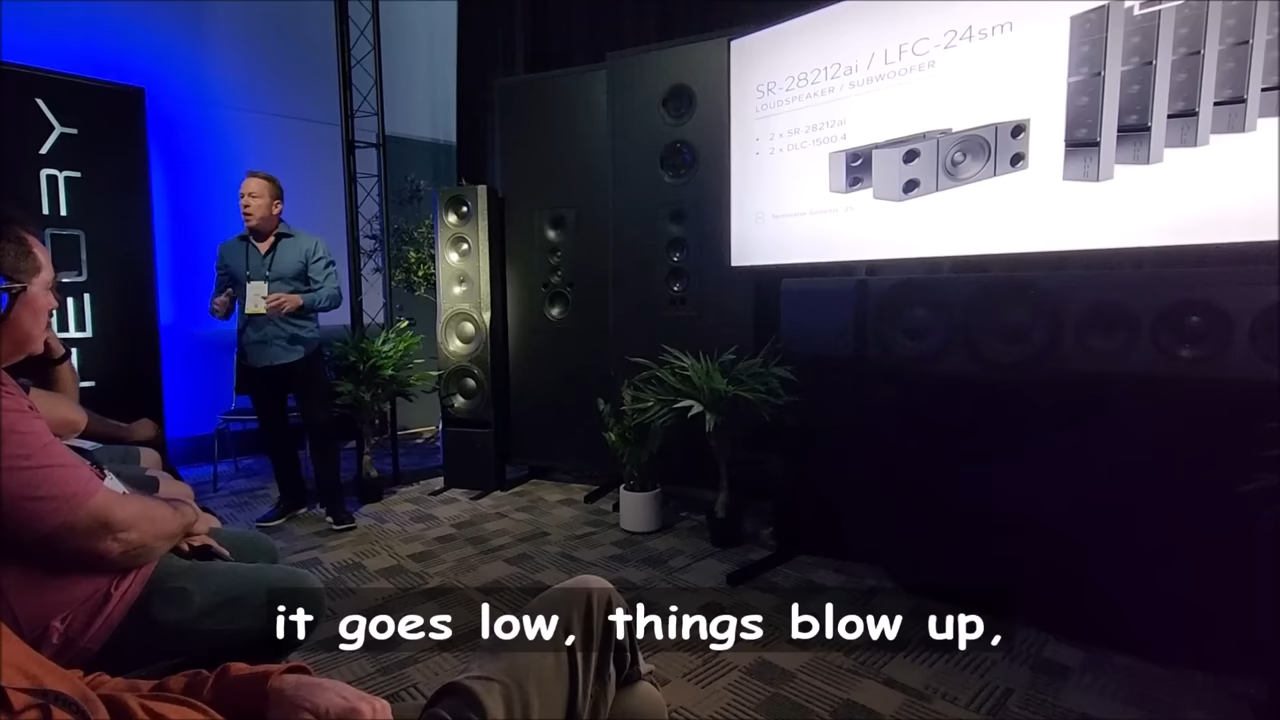 SR-28212ai / LFC-24sm
LOUDSPEAKER / SUBWOOFER
• 2 x SR-28212ai
• 2 x DLC-1500.4
EORY
it goes low, things blow up,